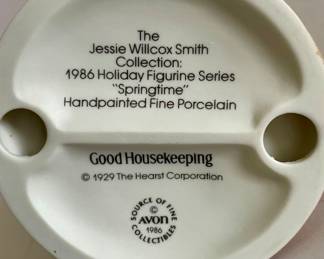 The
Jessie Willcox Smith
Collection:
1986 Holiday Figurine Series
"Springtime"
Handpainted Fine Porcelain
Good Housekeeping
© 1929 The Hearst Corporation
SOURCE OF FINE
©
AVON
1986
COLLECTIBLES